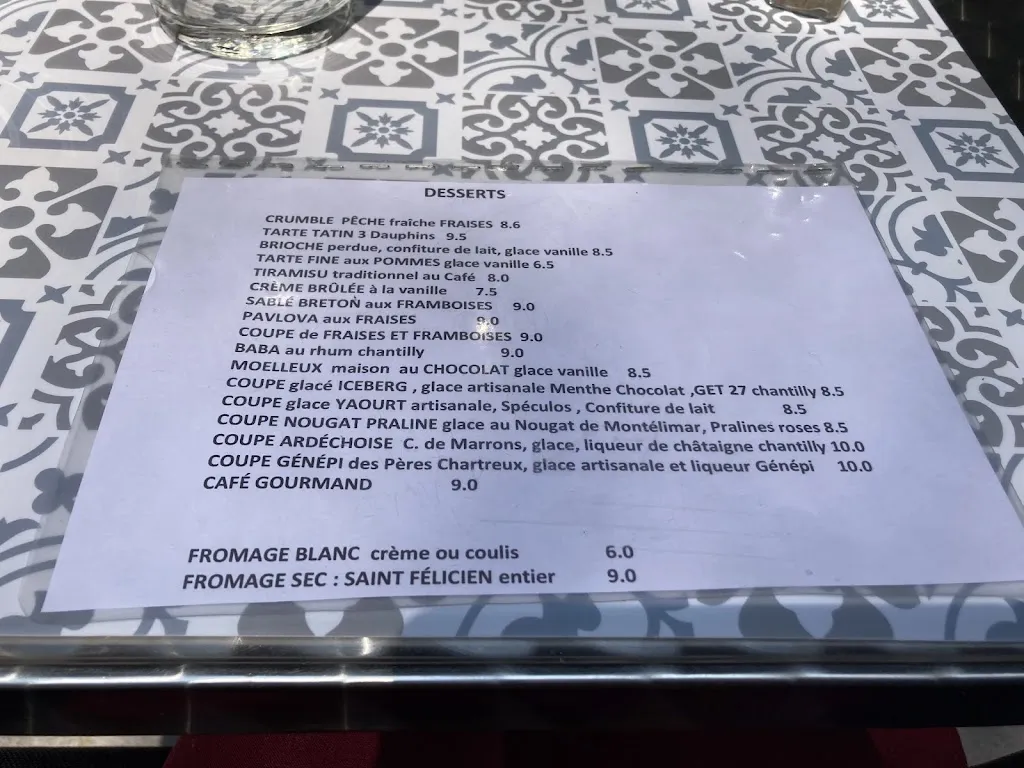 DESSERTS
CRUMBLE PÊCHE fraîche FRAISES 8.6
TARTE TATIN 3 Dauphins 9.5
BRIOCHE perdue, confiture de lait, glace vanille 8.5
TARTE FINE aux POMMES glace vanille 6.5
TIRAMISU traditionnel au Café 8.0
CRÈME BRÛLÉE à la vanille 7.5
SABLÉ BRETON aux FRAMBOISES 9.0
PAVLOVA aux FRAISES 9.0
COUPE de FRAISES ET FRAMBOISES 9.0
BABA au rhum chantilly 9.0
MOELLEUX maison au CHOCOLAT glace vanille 8.5
COUPE glacé ICEBERG , glace artisanale Menthe Chocolat ,GET 27 chantilly 8.5
COUPE glace YAOURT artisanale, Spéculos , Confiture de lait 8.5
COUPE NOUGAT PRALINE glace au Nougat de Montélimar, Pralines roses 8.5
COUPE ARDÉCHOISE C. de Marrons, glace, liqueur de châtaigne chantilly 10.0
COUPE GÉNÉPI des Pères Chartreux, glace artisanale et liqueur Génépi 10.0
CAFÉ GOURMAND 9.0
FROMAGE BLANC crème ou coulis 6.0
FROMAGE SEC : SAINT FÉLICIEN entier 9.0